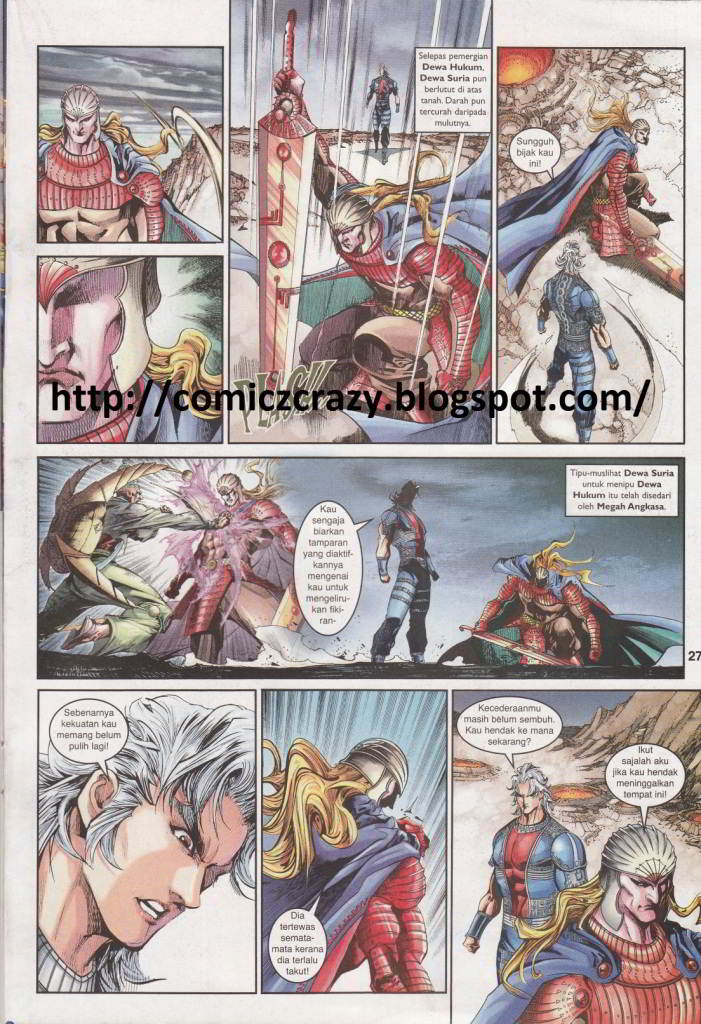 Selepas pemergian
Dewa Hukum,
Dewa Suria pun
berlutut di atas
tanah. Darah pun
tercurah daripada
mulutnya.
Sungguh
bijak kau
ini!
http://comiczcrazy.blogspot.com/
Tipu-muslihat Dewa Suria
untuk menipu Dewa
Hukum itu telah disedari
oleh Megah Angkasa.
Kau
sengaja
biarkan
tamparan
yang diaktif-
kannya
mengenai
kau untuk
mengeliru-
kan fiki-
ran-
27
Sebenarnya
kekuatan kau
memang belum
pulih lagi!
Dia
tertewas
semata-
mata kerana
dia terlalu
takut!
Kecederaanmu
masih belum sembuh.
Kau hendak ke mana
sekarang?
Ikut
sajalah aku
jika kau hendak
meninggalkan
tempat ini!